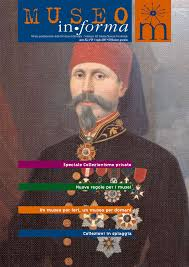 MUSEO
in·forma
m
Speciale Collezionismo privato
Nuove regole per i musei
Un museo per ieri, un museo per domani
Collezioni in spiaggia